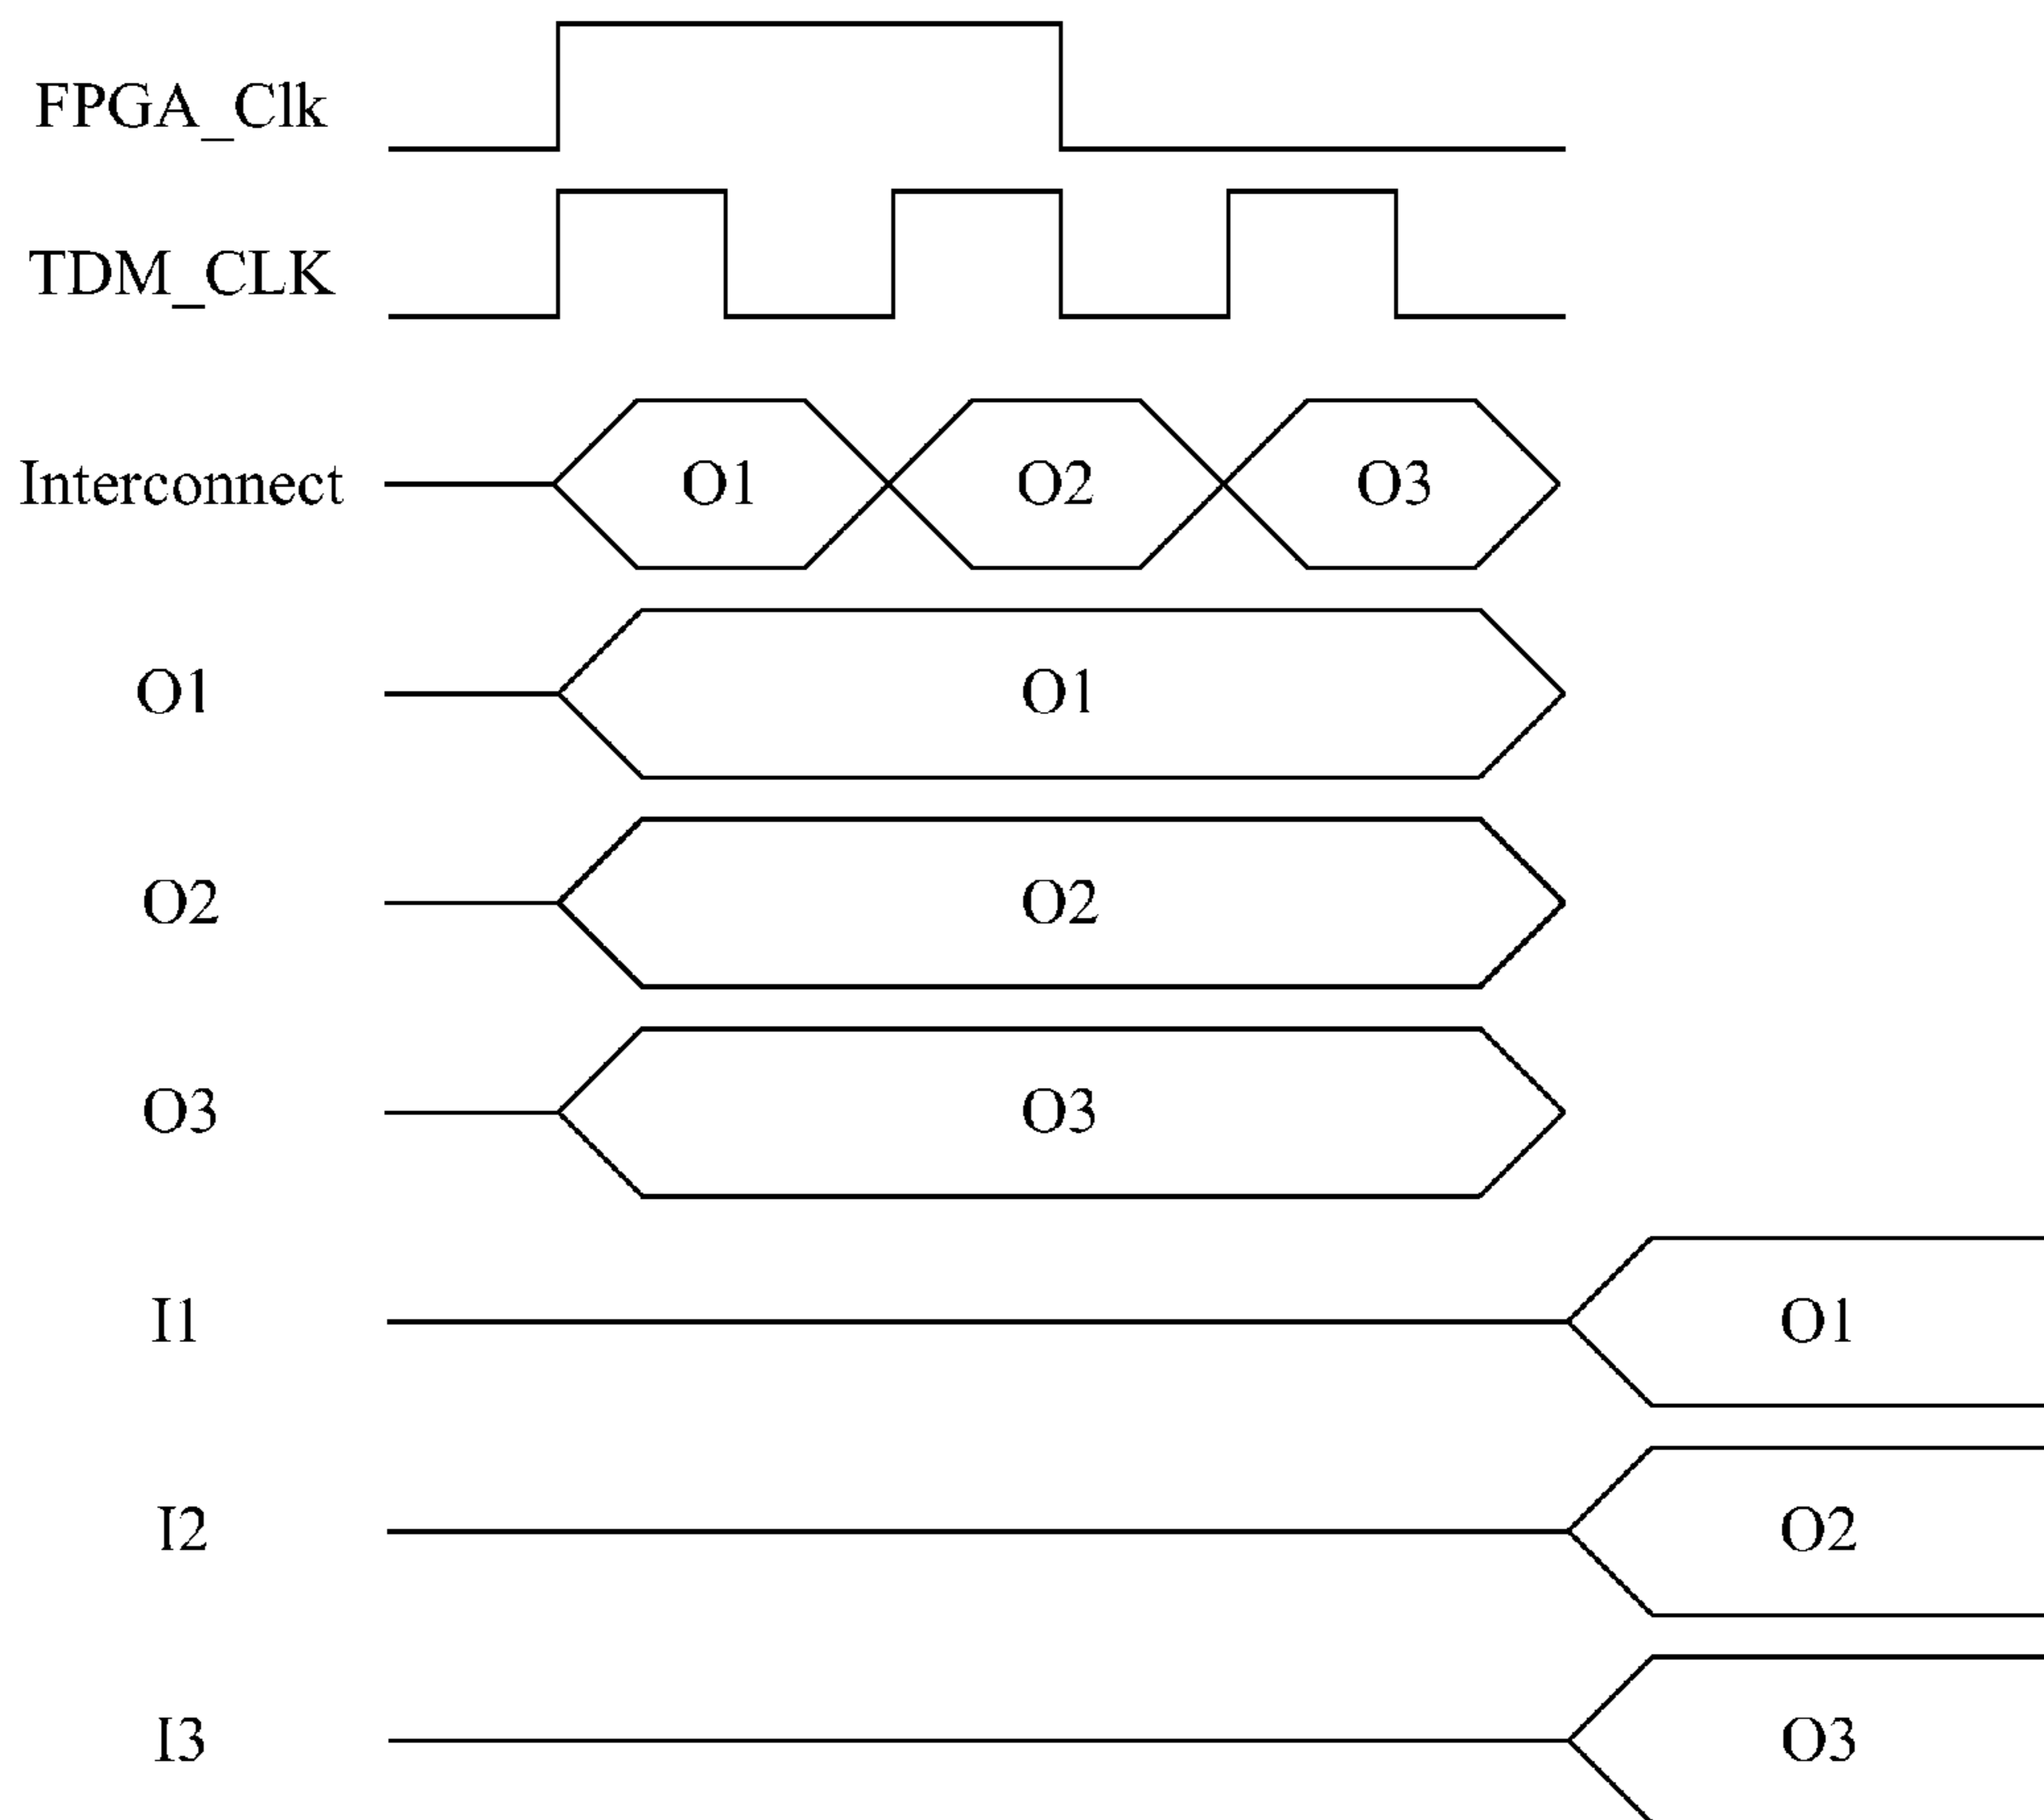 FPGA_Clk
TDM_CLK
Interconnect O1 O2 O3
O1 O1
O2 O2
O3 O3
I1 O1
I2 O2
I3 O3